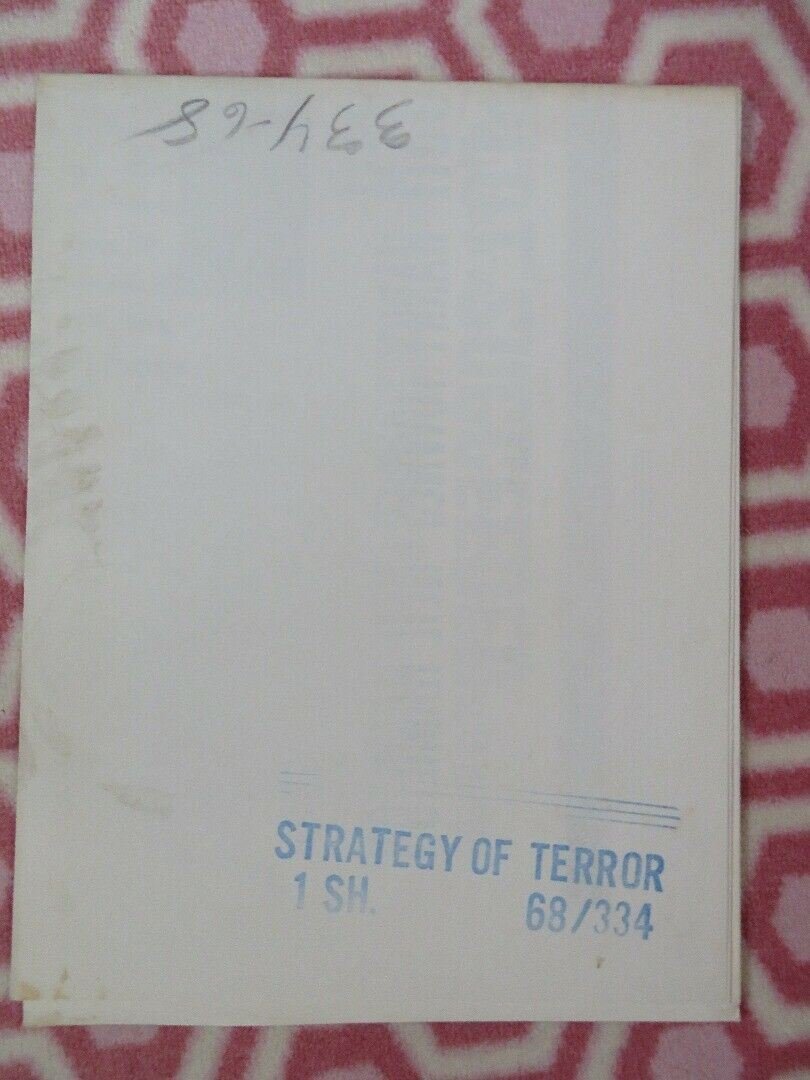 334-68
STRATEGY OF TERROR
1 SH. 68/334